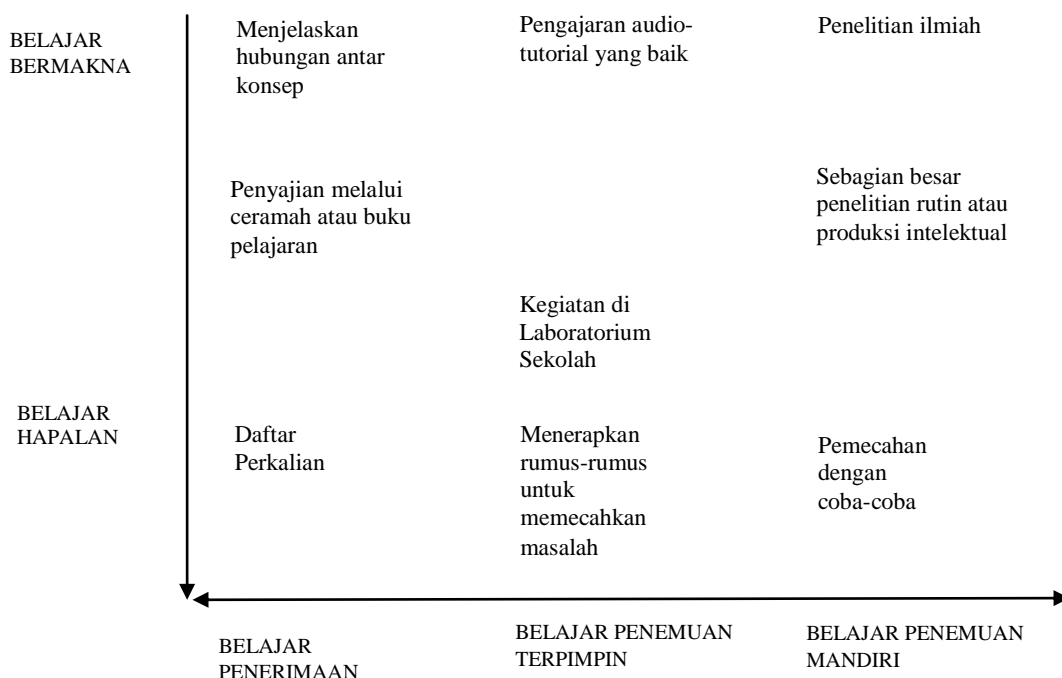 BELAJAR
BERMAKNA
Menjelaskan
hubungan antar
konsep
Pengajaran audio-
tutorial yang baik
Penelitian ilmiah
Penyajian melalui
ceramah atau buku
pelajaran
Sebagian besar
penelitian rutin atau
produksi intelektual
Kegiatan di
Laboratorium
Sekolah
BELAJAR
HAPALAN
Daftar
Perkalian
Menerapkan
rumus-rumus
untuk
memecahkan
masalah
Pemecahan
dengan
coba-coba
BELAJAR
PENERIMAAN
BELAJAR PENEMUAN
TERPIMPIN
BELAJAR PENEMUAN
MANDIRI